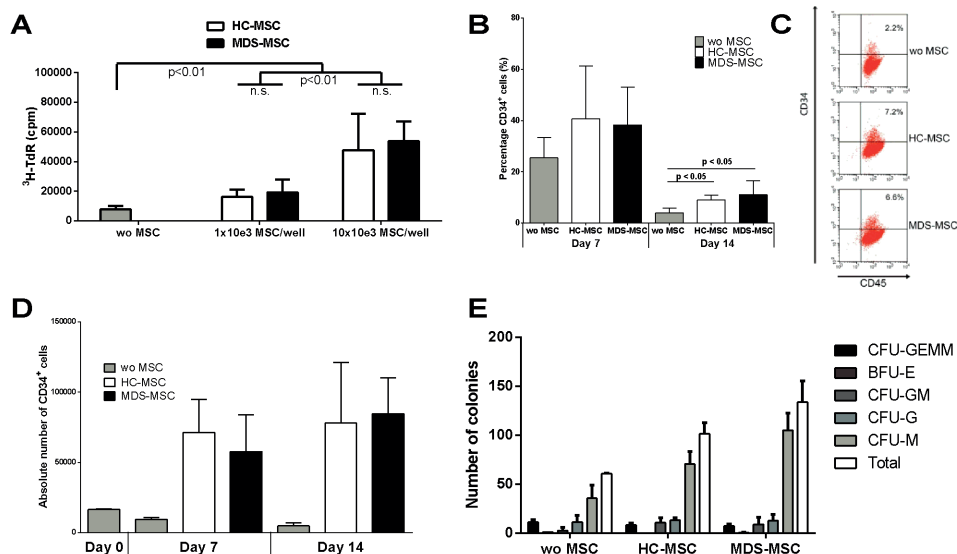 A
HC-MSC
MDS-MSC
p<0.01
p<0.01
n.s.
n.s.
³H-TdR (cpm)
100000
80000
60000
40000
20000
0
wo MSC
1x10e3 MSC/well
10x10e3 MSC/well
B
wo MSC
HC-MSC
MDS-MSC
Percentage CD34⁺ cells (%)
80
60
40
20
0
p < 0.05
p < 0.05
wo MSC
HC-MSC
MDS-MSC
wo MSC
HC-MSC
MDS-MSC
Day 7
Day 14
C
CD34
2.2%
wo MSC
7.2%
HC-MSC
6.6%
MDS-MSC
CD45
D
wo MSC
HC-MSC
MDS-MSC
Absolute number of CD34⁺ cells
150000
100000
50000
0
Day 0
Day 7
Day 14
E
Number of colonies
200
150
100
50
0
wo MSC
HC-MSC
MDS-MSC
CFU-GEMM
BFU-E
CFU-GM
CFU-G
CFU-M
Total